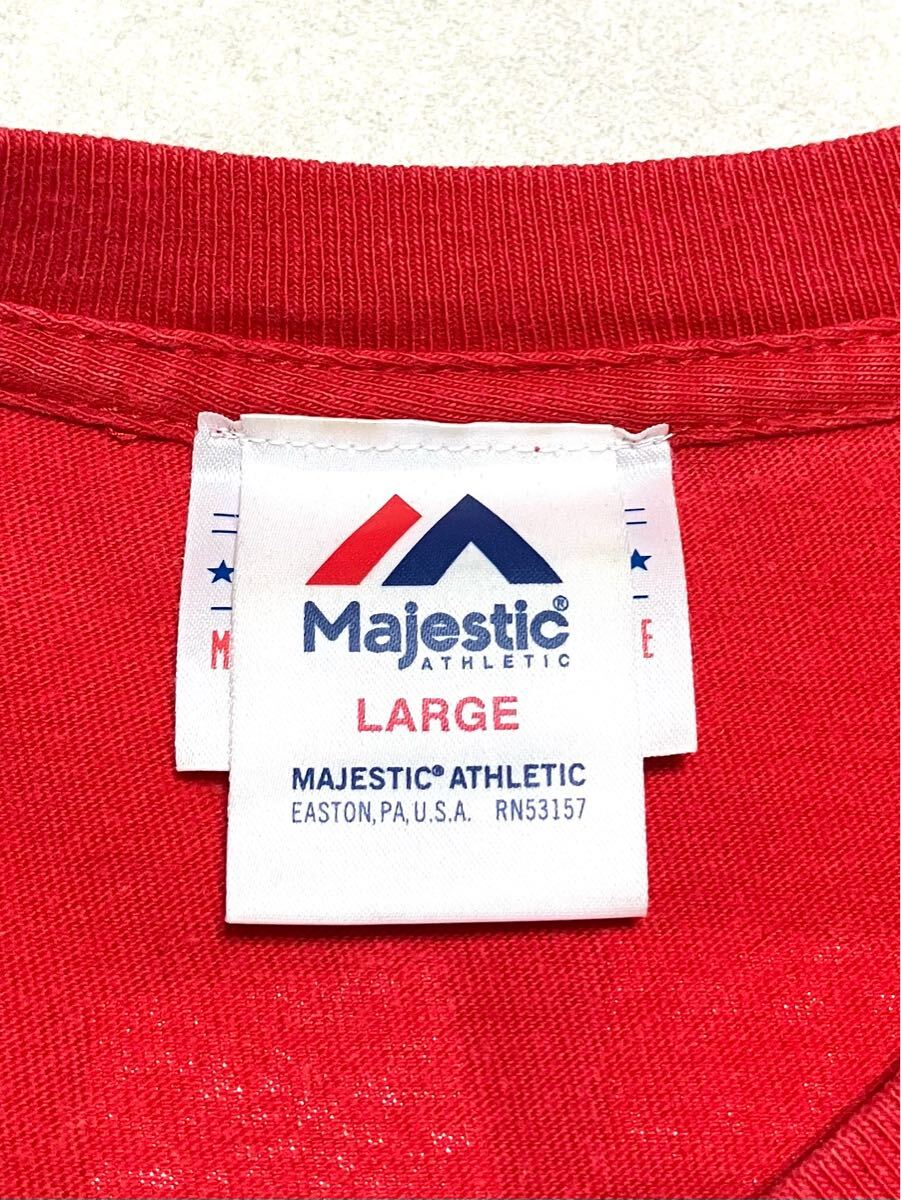 Majestic®
ATHLETIC
LARGE
MAJESTIC® ATHLETIC
EASTON, PA, U.S.A. RN53157